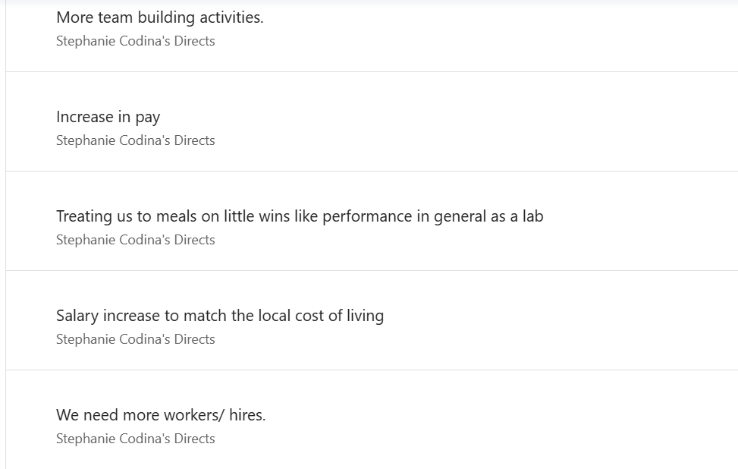 More team building activities.
Stephanie Codina's Directs
Increase in pay
Stephanie Codina's Directs
Treating us to meals on little wins like performance in general as a lab
Stephanie Codina's Directs
Salary increase to match the local cost of living
Stephanie Codina's Directs
We need more workers/ hires.
Stephanie Codina's Directs